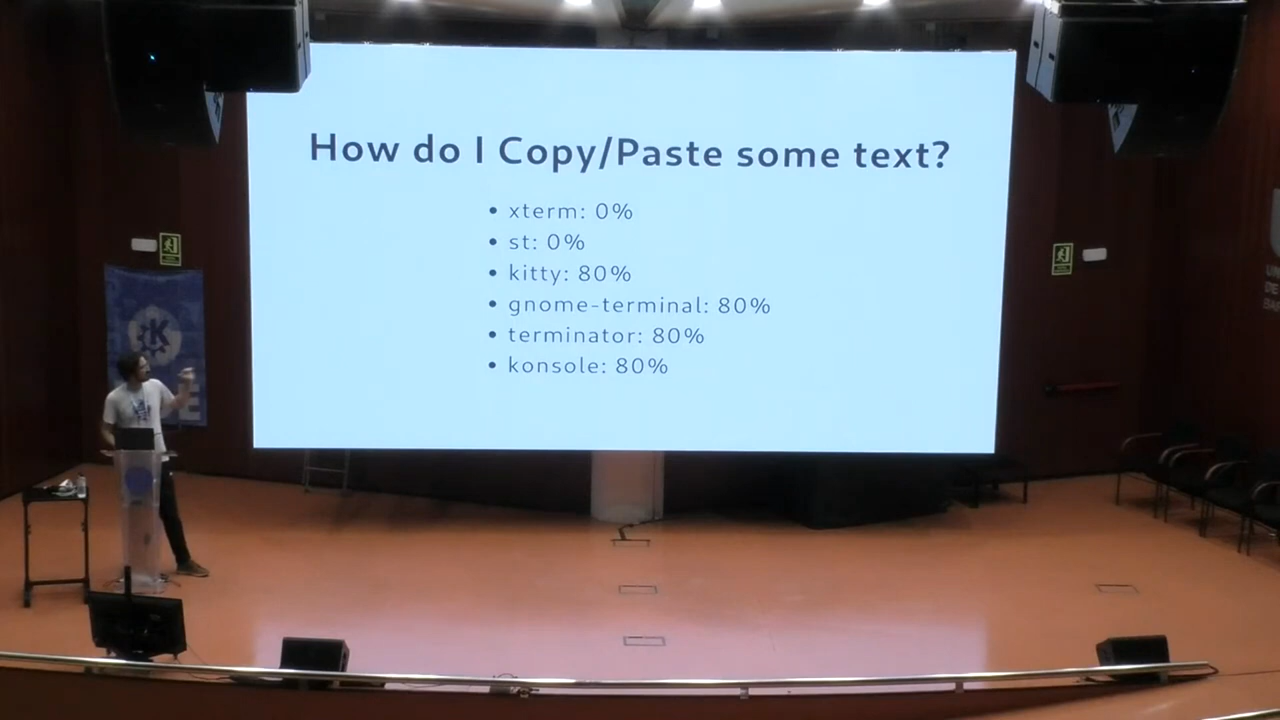 How do I Copy/Paste some text?
• xterm: 0%
• st: 0%
• kitty: 80%
• gnome-terminal: 80%
• terminator: 80%
• konsole: 80%
K